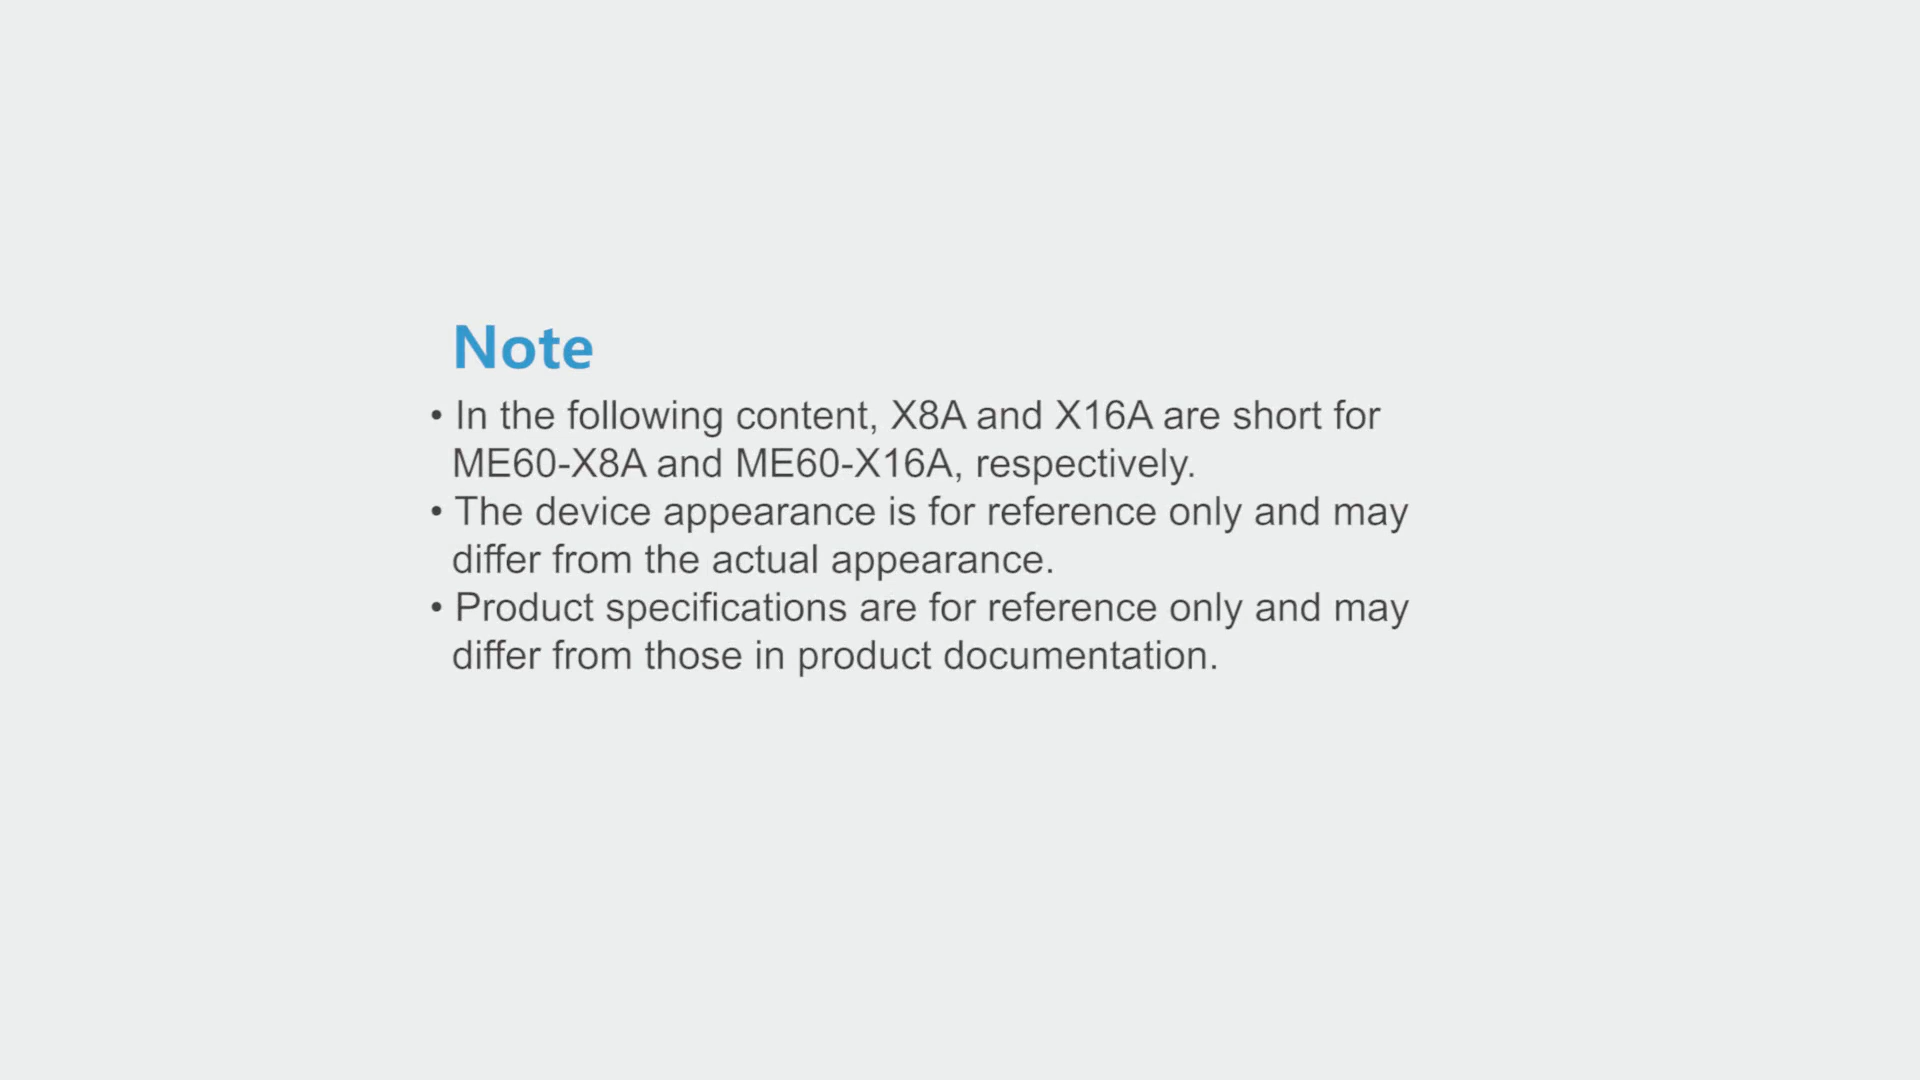 Note
• In the following content, X8A and X16A are short for
ME60-X8A and ME60-X16A, respectively.
• The device appearance is for reference only and may
differ from the actual appearance.
• Product specifications are for reference only and may
differ from those in product documentation.